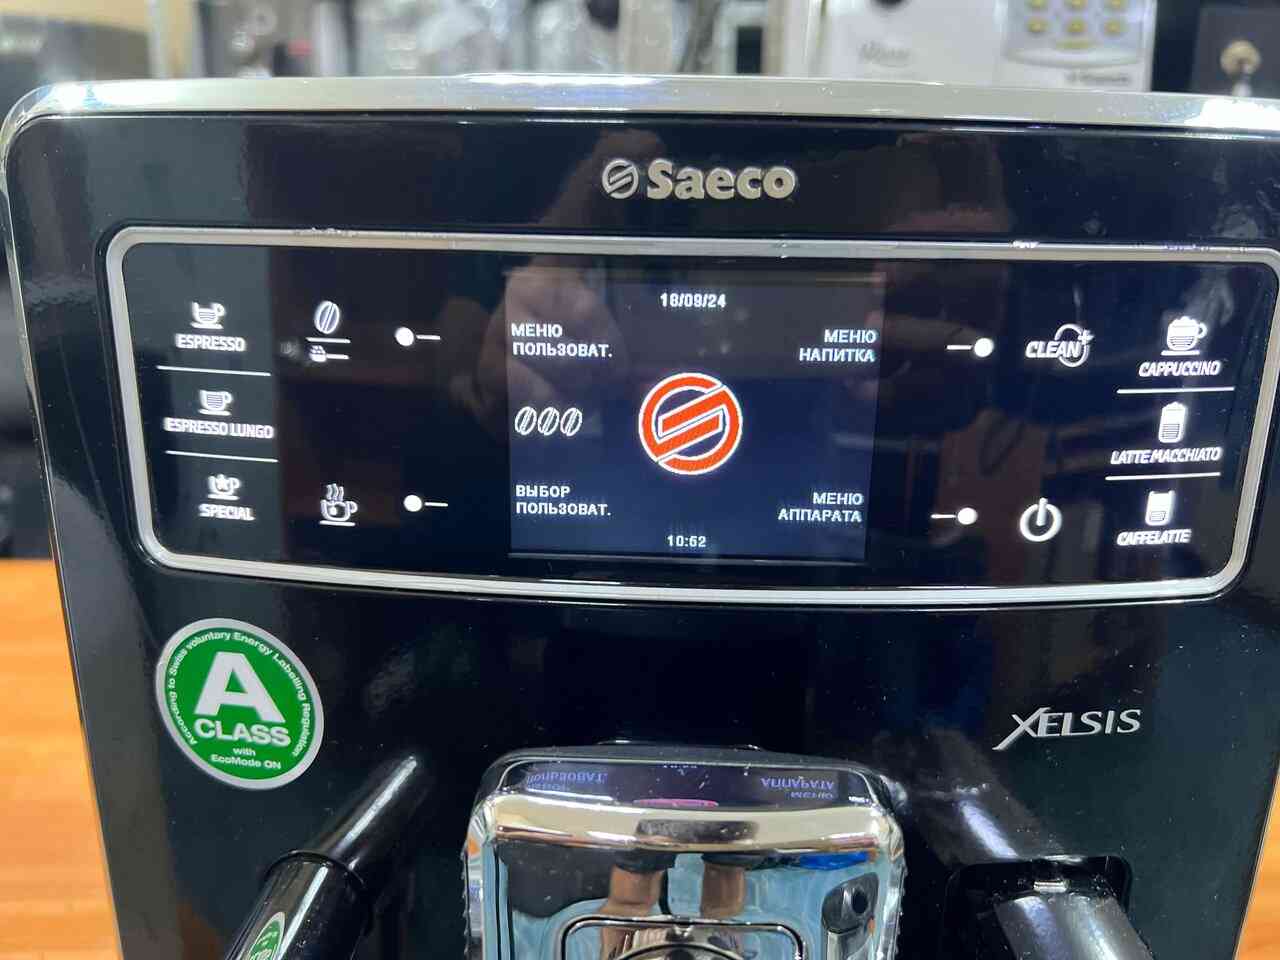 Saeco
18/09/24
МЕНЮ
ПОЛЬЗОВАТ.
МЕНЮ
НАПИТКА
ВЫБОР
ПОЛЬЗОВАТ.
МЕНЮ
АППАРАТА
10:52
ESPRESSO
ESPRESSO LUNGO
SPECIAL
CLEAN
CAPPUCCINO
LATTE MACCHIATO
CAFFELATTE
According to Swiss voluntary Energy Labelling Regulation
A
CLASS
with
EcoMode ON
XELSIS